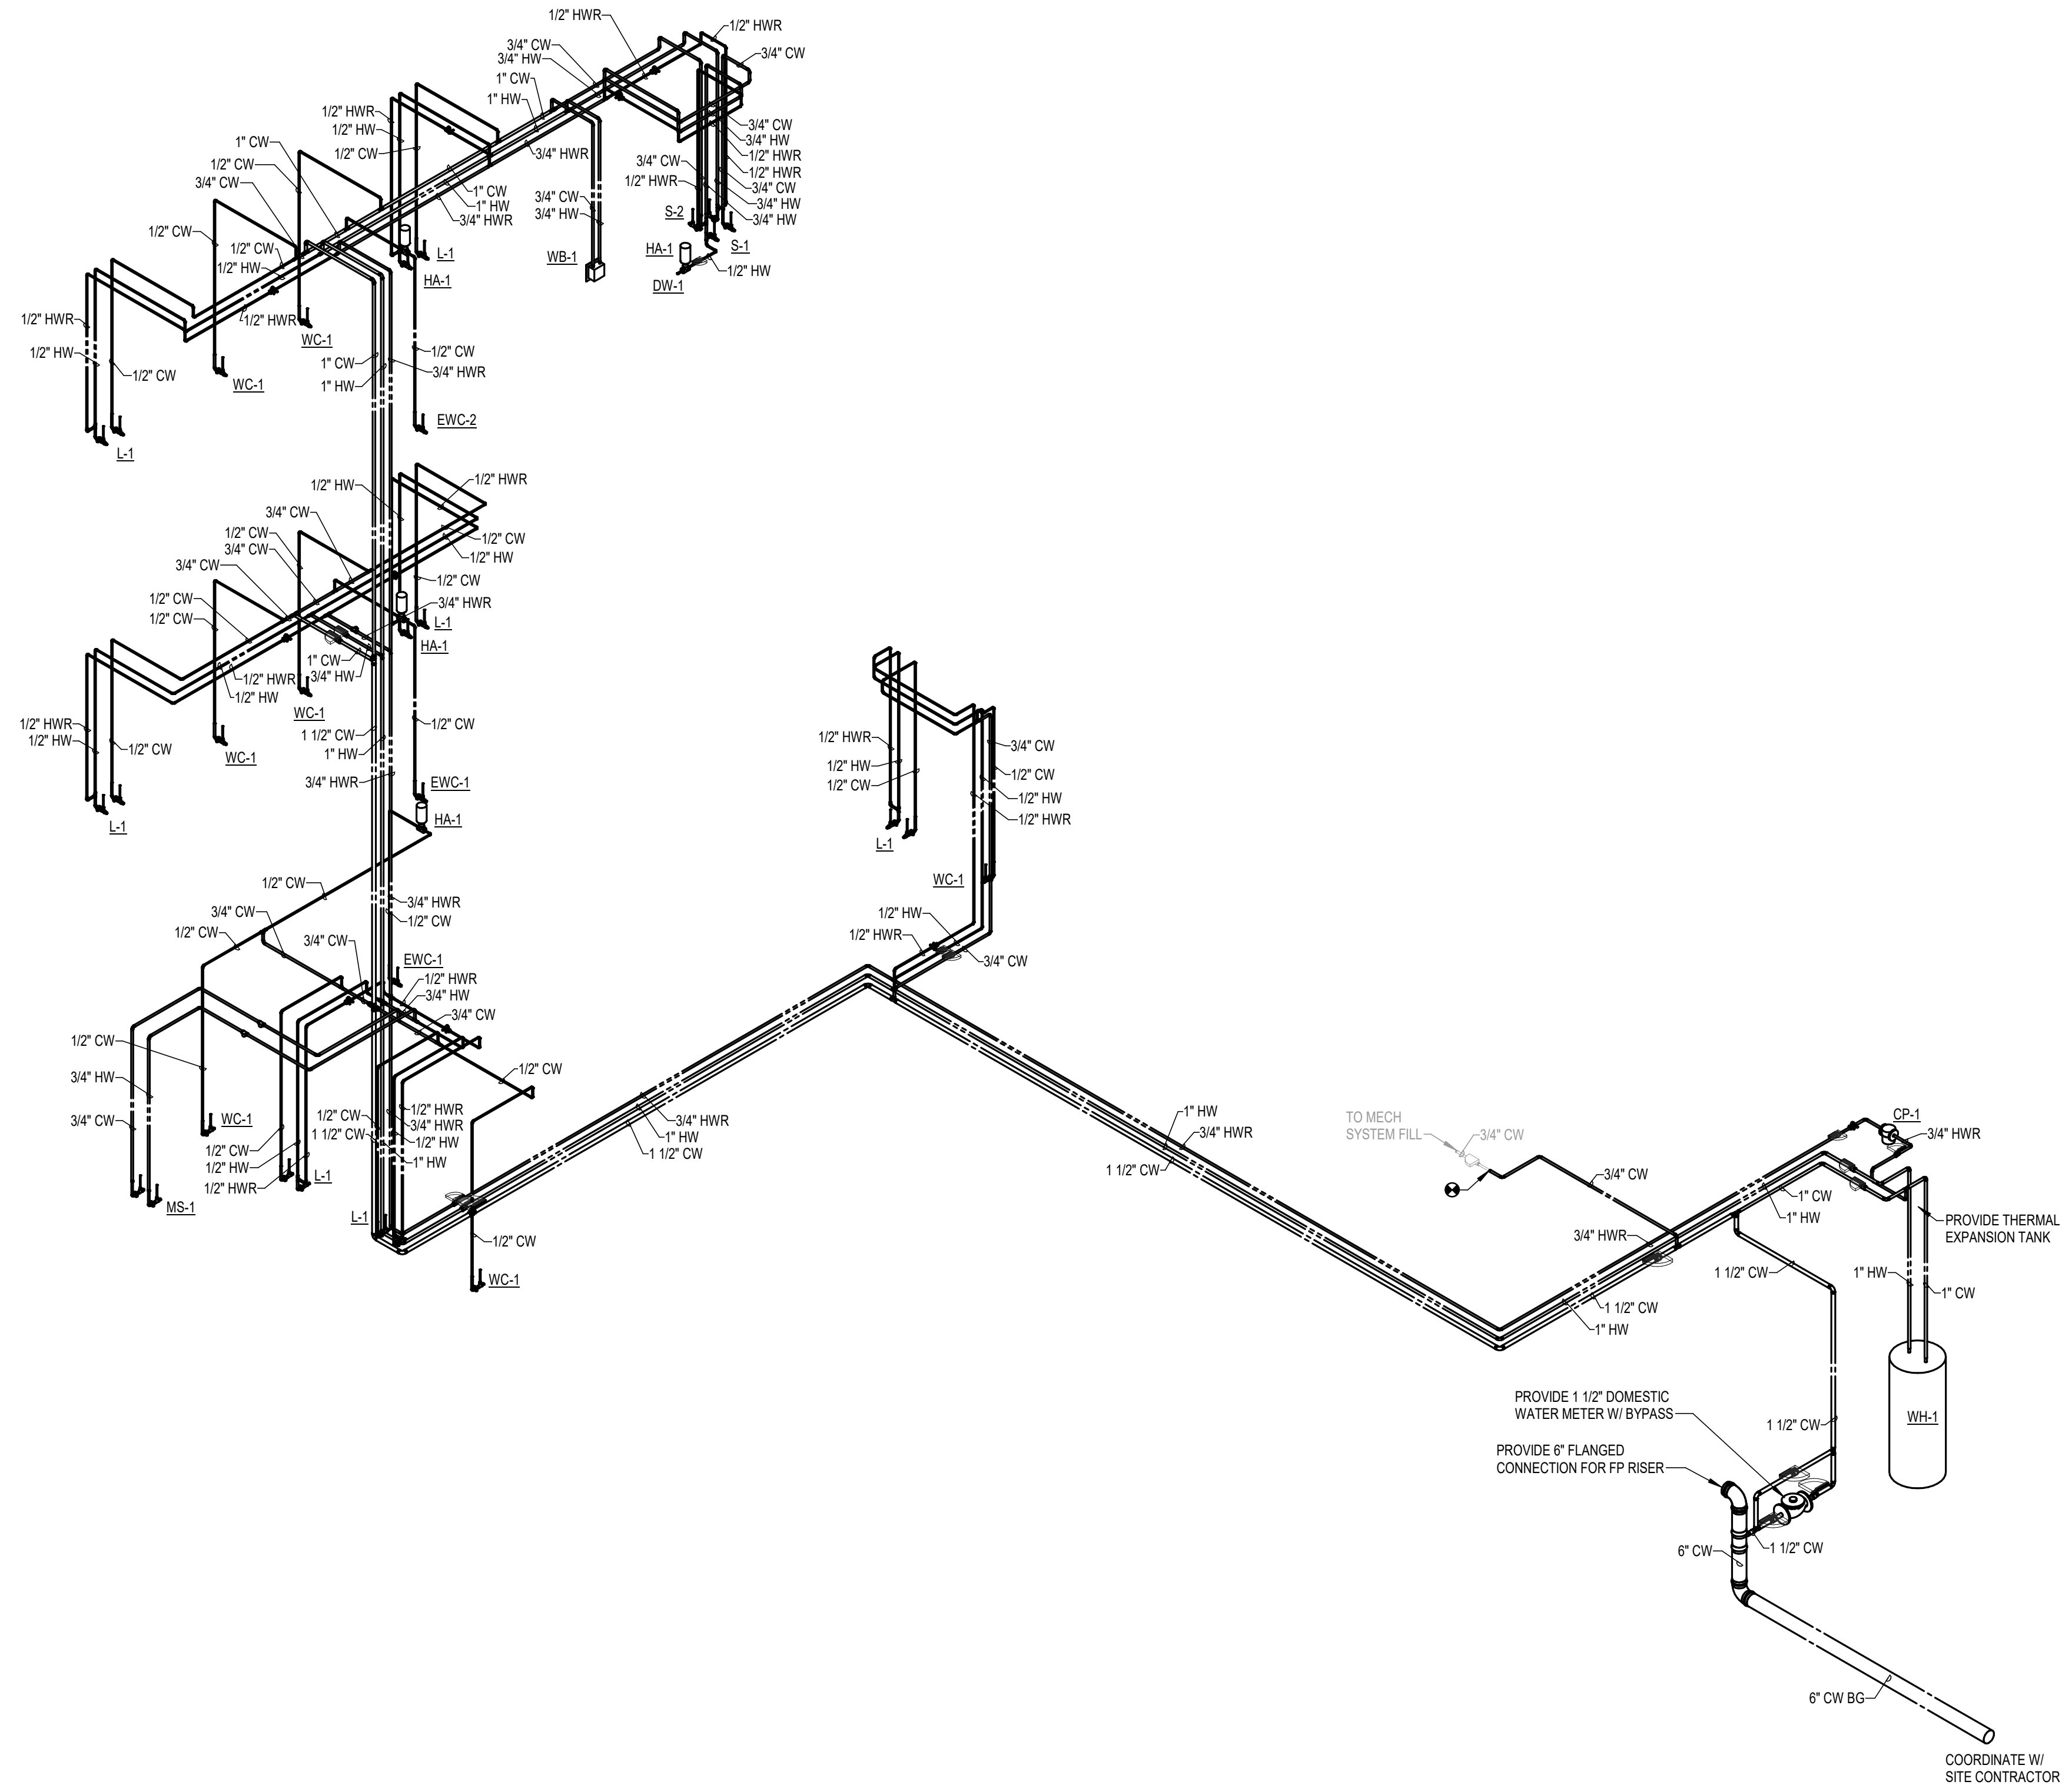 1/2" HWR
1/2" HWR
3/4" CW
3/4" HW
3/4" CW
1" CW
1" HW
1/2" HWR
1/2" HW
1/2" CW
3/4" HWR
1" CW
1/2" CW
3/4" CW
3/4" CW
3/4" HW
1/2" HWR
1/2" HWR
3/4" CW
3/4" HW
3/4" HW
3/4" CW
1/2" HWR
1" CW
1" HW
3/4" HWR
3/4" CW
3/4" HW
S-2
S-1
HA-1
DW-1
1/2" HW
WB-1
L-1
HA-1
1/2" CW
1/2" CW
1/2" HW
1/2" HWR
1/2" HWR
1/2" HW
1/2" CW
WC-1
WC-1
1" CW
1" HW
1/2" CW
3/4" HWR
EWC-2
L-1
1/2" HW
1/2" HWR
3/4" CW
1/2" CW
3/4" CW
3/4" CW
1/2" CW
1/2" HW
1/2" CW
1/2" CW
1/2" CW
3/4" HWR
L-1
HA-1
1" CW
3/4" HW
1/2" HWR
1/2" HW
WC-1
WC-1
1/2" HWR
1/2" HW
1/2" CW
L-1
1 1/2" CW
1" HW
3/4" HWR
1/2" CW
EWC-1
HA-1
1/2" HWR
1/2" HW
1/2" CW
3/4" CW
1/2" CW
1/2" HW
1/2" HWR
L-1
WC-1
1/2" HW
1/2" HWR
3/4" CW
1/2" CW
3/4" CW
1/2" CW
3/4" CW
3/4" HWR
1/2" CW
EWC-1
1/2" HWR
3/4" HW
3/4" CW
1/2" CW
1/2" CW
3/4" HW
3/4" CW
WC-1
1/2" CW
1/2" HW
1/2" HWR
L-1
MS-1
1/2" CW
1 1/2" CW
1/2" HWR
3/4" HWR
1/2" HW
1" HW
L-1
1/2" CW
WC-1
3/4" HWR
1" HW
1 1/2" CW
1" HW
3/4" HWR
1 1/2" CW
TO MECH
SYSTEM FILL
3/4" CW
3/4" CW
CP-1
3/4" HWR
1" CW
1" HW
3/4" HWR
PROVIDE THERMAL
EXPANSION TANK
1 1/2" CW
1" HW
1" CW
1 1/2" CW
1" HW
PROVIDE 1 1/2" DOMESTIC
WATER METER W/ BYPASS
1 1/2" CW
WH-1
PROVIDE 6" FLANGED
CONNECTION FOR FP RISER
6" CW
1 1/2" CW
6" CW BG
COORDINATE W/
SITE CONTRACTOR